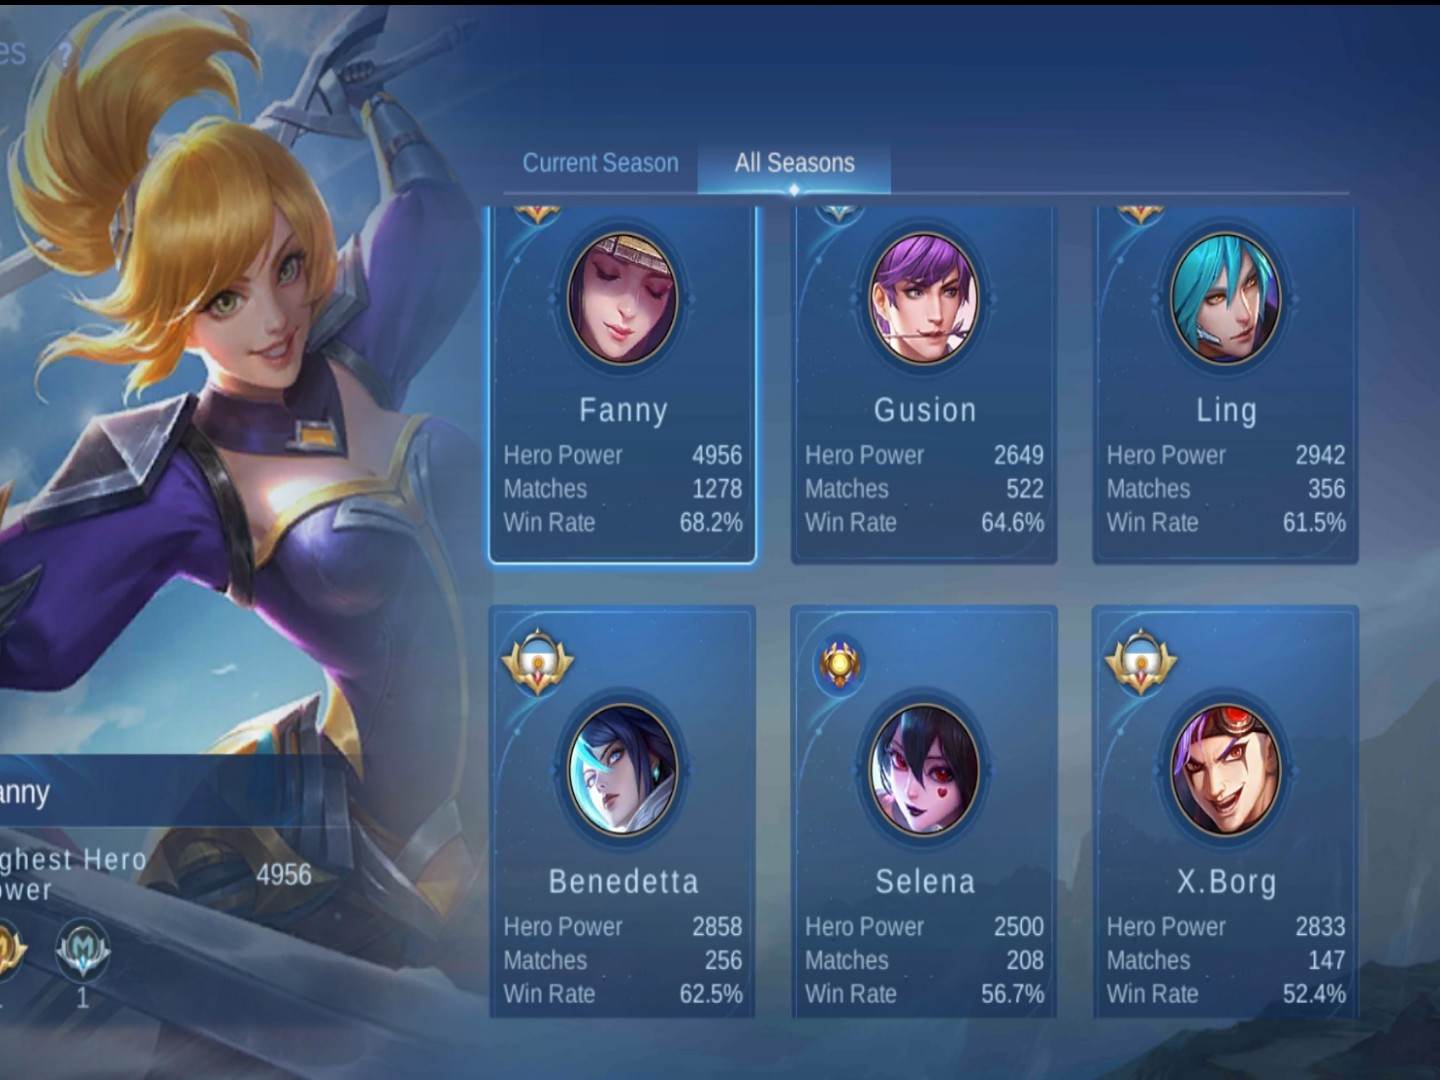 es ?
Current Season All Seasons
Fanny
Hero Power 4956
Matches 1278
Win Rate 68.2%
Gusion
Hero Power 2649
Matches 522
Win Rate 64.6%
Ling
Hero Power 2942
Matches 356
Win Rate 61.5%
Benedetta
Hero Power 2858
Matches 256
Win Rate 62.5%
Selena
Hero Power 2500
Matches 208
Win Rate 56.7%
X.Borg
Hero Power 2833
Matches 147
Win Rate 52.4%
anny
ghest Hero
ower
4956
M M
1